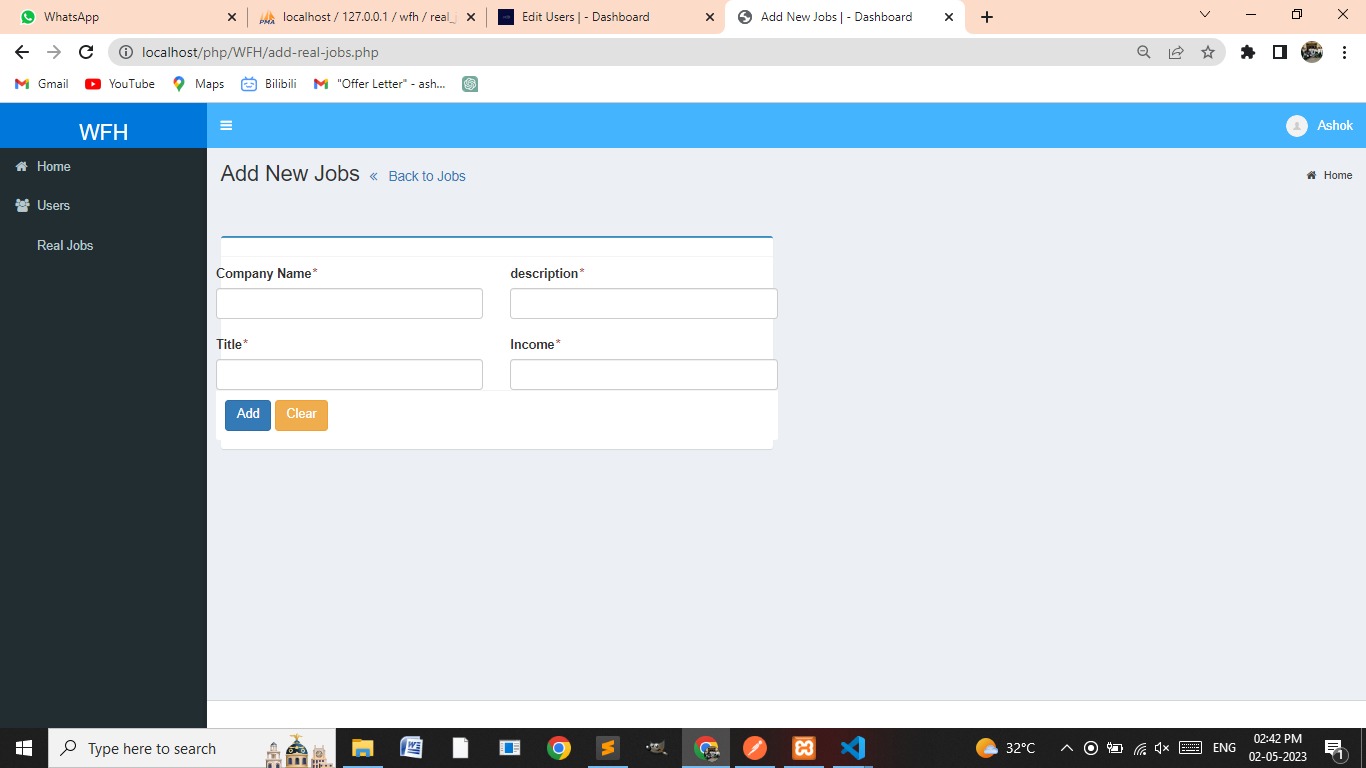 WhatsApp
localhost / 127.0.0.1 / wfh / real_
Edit Users | - Dashboard
Add New Jobs | - Dashboard
localhost/php/WFH/add-real-jobs.php
Gmail
YouTube
Maps
Bilibili
"Offer Letter" - ash...
WFH
Ashok
Home
Users
Real Jobs
Add New Jobs « Back to Jobs
Home
Company Name*
description*
Title*
Income*
Add
Clear
Type here to search
32°C
ENG
02:42 PM
02-05-2023
1